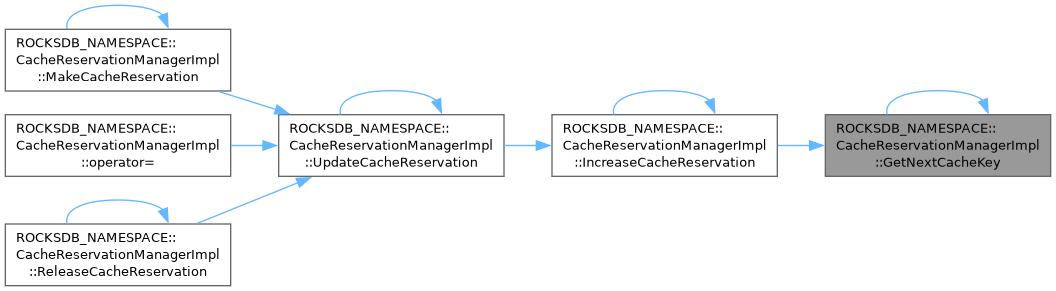 ROCKSDB_NAMESPACE::
CacheReservationManagerImpl
::MakeCacheReservation
ROCKSDB_NAMESPACE::
CacheReservationManagerImpl
::operator=
ROCKSDB_NAMESPACE::
CacheReservationManagerImpl
::ReleaseCacheReservation
ROCKSDB_NAMESPACE::
CacheReservationManagerImpl
::UpdateCacheReservation
ROCKSDB_NAMESPACE::
CacheReservationManagerImpl
::IncreaseCacheReservation
ROCKSDB_NAMESPACE::
CacheReservationManagerImpl
::GetNextCacheKey